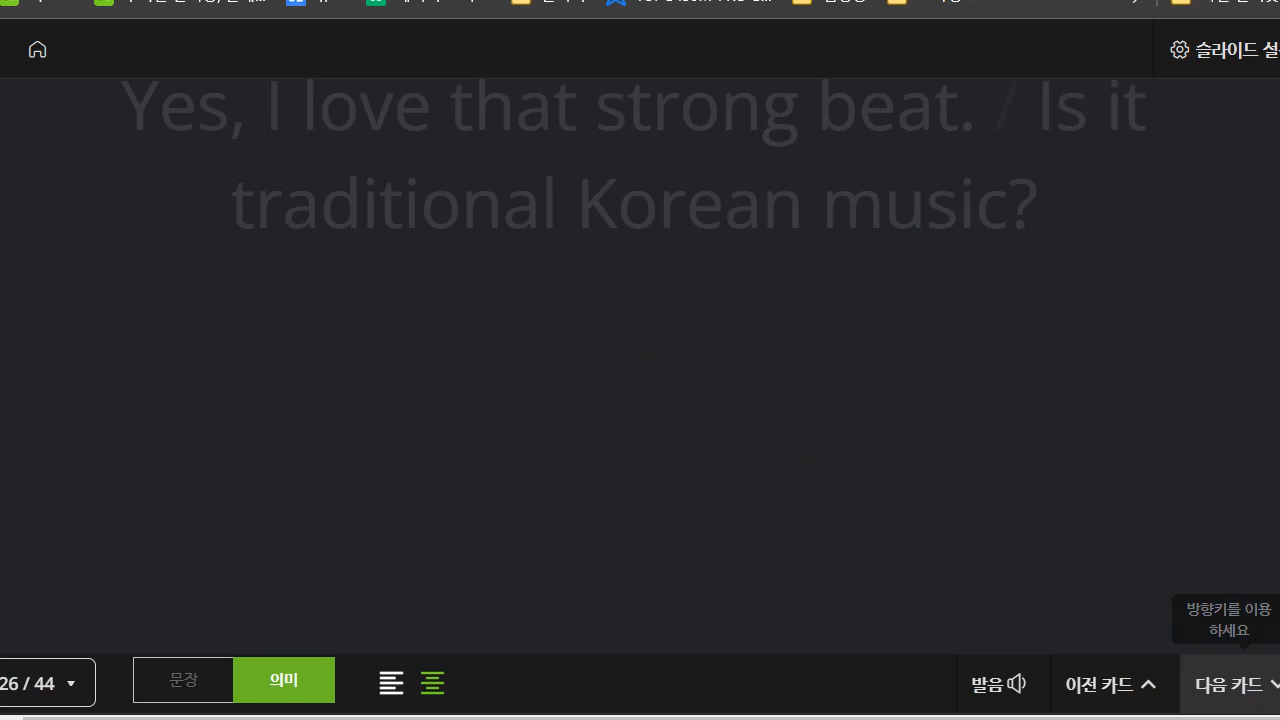 슬라이드
Yes, I love that strong beat. / Is it
traditional Korean music?
방향키를 이용
하세요
26 / 44
문장
의미
발음
이전 카드
다음 카드